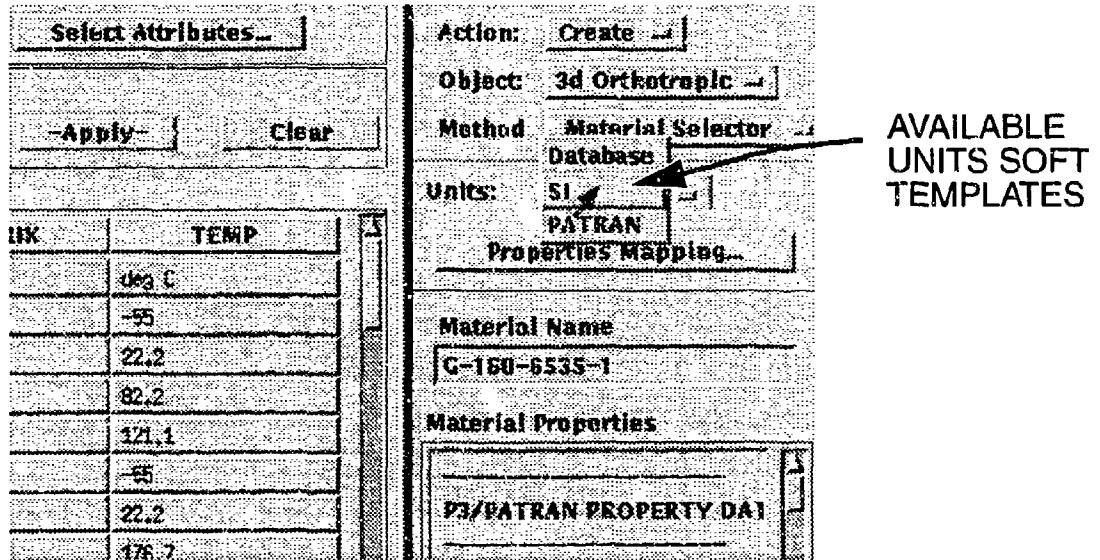 Select Attributes...
-Apply-
Clear
TEMP
deg C
-55
22.2
82.2
121.1
-55
22.2
176.7
Action: Create
Object: 3d Orthotropic
Method Material Selector
Database
Units: SI
PATRAN
Properties Mapping...
Material Name
G-160-6535-1
Material Properties
P3/PATRAN PROPERTY DAT
AVAILABLE
UNITS SOFT
TEMPLATES